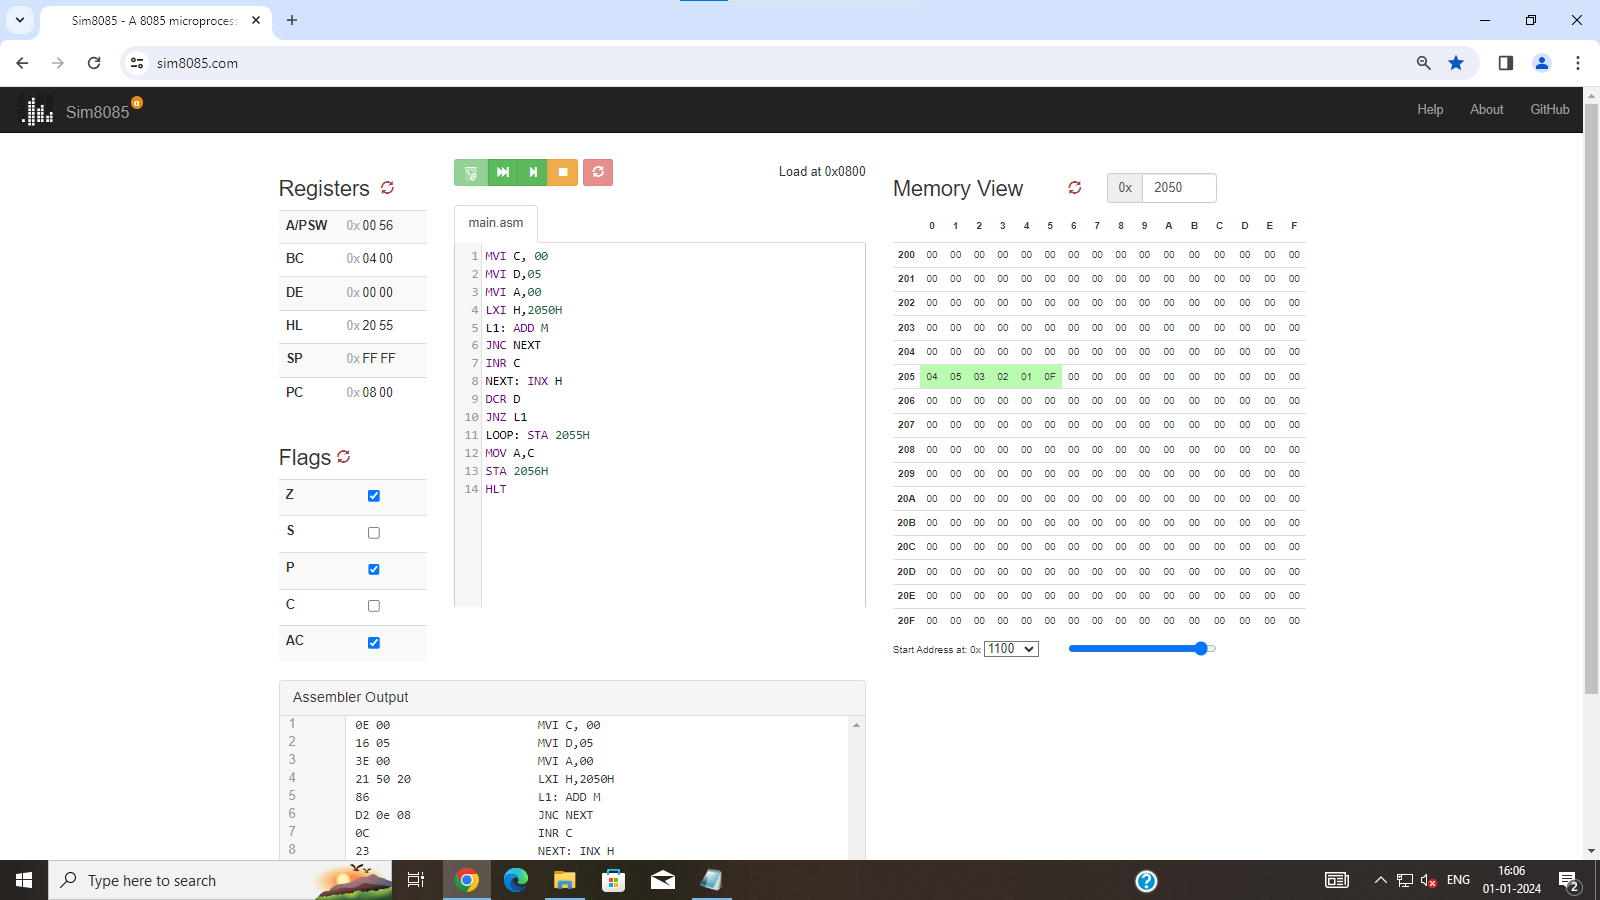 Sim8085 - A 8085 microprocess
sim8085.com
Sim8085 α
Help About GitHub
Registers
A/PSW 0x 00 56
BC 0x 04 00
DE 0x 00 00
HL 0x 20 55
SP 0x FF FF
PC 0x 08 00
Flags
Z
S
P
C
AC
Load at 0x0800
main.asm
1 MVI C, 00
2 MVI D,05
3 MVI A,00
4 LXI H,2050H
5 L1: ADD M
6 JNC NEXT
7 INR C
8 NEXT: INX H
9 DCR D
10 JNZ L1
11 LOOP: STA 2055H
12 MOV A,C
13 STA 2056H
14 HLT
Memory View 0x 2050
0 1 2 3 4 5 6 7 8 9 A B C D E F
200 00 00 00 00 00 00 00 00 00 00 00 00 00 00 00 00
201 00 00 00 00 00 00 00 00 00 00 00 00 00 00 00 00
202 00 00 00 00 00 00 00 00 00 00 00 00 00 00 00 00
203 00 00 00 00 00 00 00 00 00 00 00 00 00 00 00 00
204 00 00 00 00 00 00 00 00 00 00 00 00 00 00 00 00
205 04 05 03 02 01 0F 00 00 00 00 00 00 00 00 00 00
206 00 00 00 00 00 00 00 00 00 00 00 00 00 00 00 00
207 00 00 00 00 00 00 00 00 00 00 00 00 00 00 00 00
208 00 00 00 00 00 00 00 00 00 00 00 00 00 00 00 00
209 00 00 00 00 00 00 00 00 00 00 00 00 00 00 00 00
20A 00 00 00 00 00 00 00 00 00 00 00 00 00 00 00 00
20B 00 00 00 00 00 00 00 00 00 00 00 00 00 00 00 00
20C 00 00 00 00 00 00 00 00 00 00 00 00 00 00 00 00
20D 00 00 00 00 00 00 00 00 00 00 00 00 00 00 00 00
20E 00 00 00 00 00 00 00 00 00 00 00 00 00 00 00 00
20F 00 00 00 00 00 00 00 00 00 00 00 00 00 00 00 00
Start Address at: 0x 1100
Assembler Output
1 0E 00 MVI C, 00
2 16 05 MVI D,05
3 3E 00 MVI A,00
4 21 50 20 LXI H,2050H
5 86 L1: ADD M
6 D2 0e 08 JNC NEXT
7 0C INR C
8 23 NEXT: INX H
Type here to search
ENG
16:06
01-01-2024
2